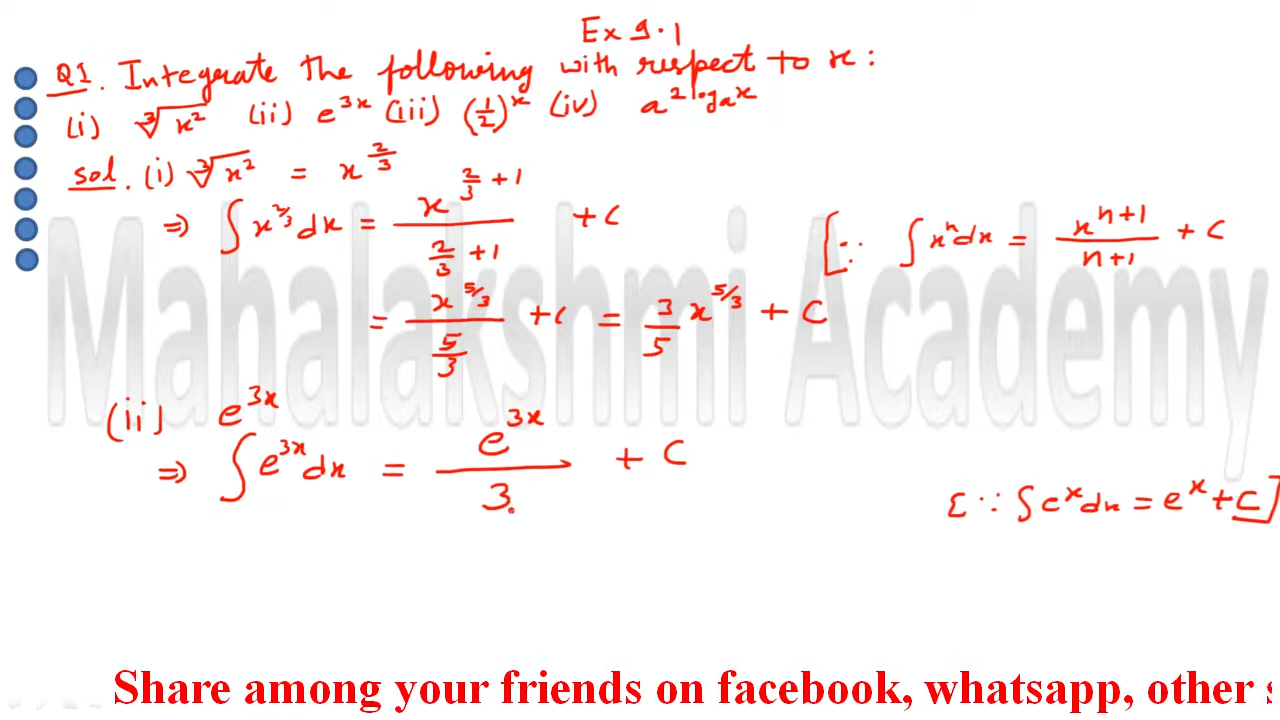 Ex 9.1
Q1. Integrate the following with respect to x:
(i) ∛x² (ii) e^{3x} (iii) (1/2)^x (iv) a^{2 log_a x}
Sol. (i) ∛x² = x^{2/3}
⇒ ∫x^{2/3}dx = x^{2/3 + 1} / (2/3 + 1) + C [∵ ∫x^n dx = x^{n+1} / (n+1) + C
= x^{5/3} / (5/3) + C = 3/5 x^{5/3} + C
(ii) e^{3x}
⇒ ∫e^{3x}dx = e^{3x} / 3 + C [∵ ∫e^x dx = e^x + C]
Mahalakshmi Academy
Share among your friends on facebook, whatsapp, other s